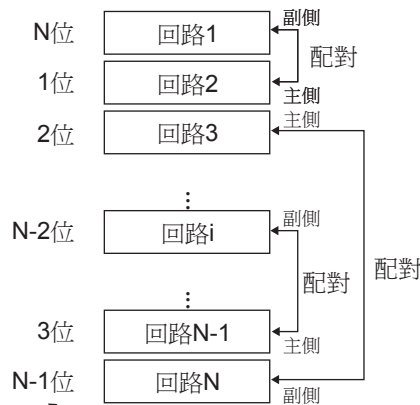 N位 回路1 副側
配對
1位 回路2 主側
2位 回路3 主側
⋮
N-2位 回路i 副側
配對
配對
⋮
3位 回路N-1 主側
N-1位 回路N 副側